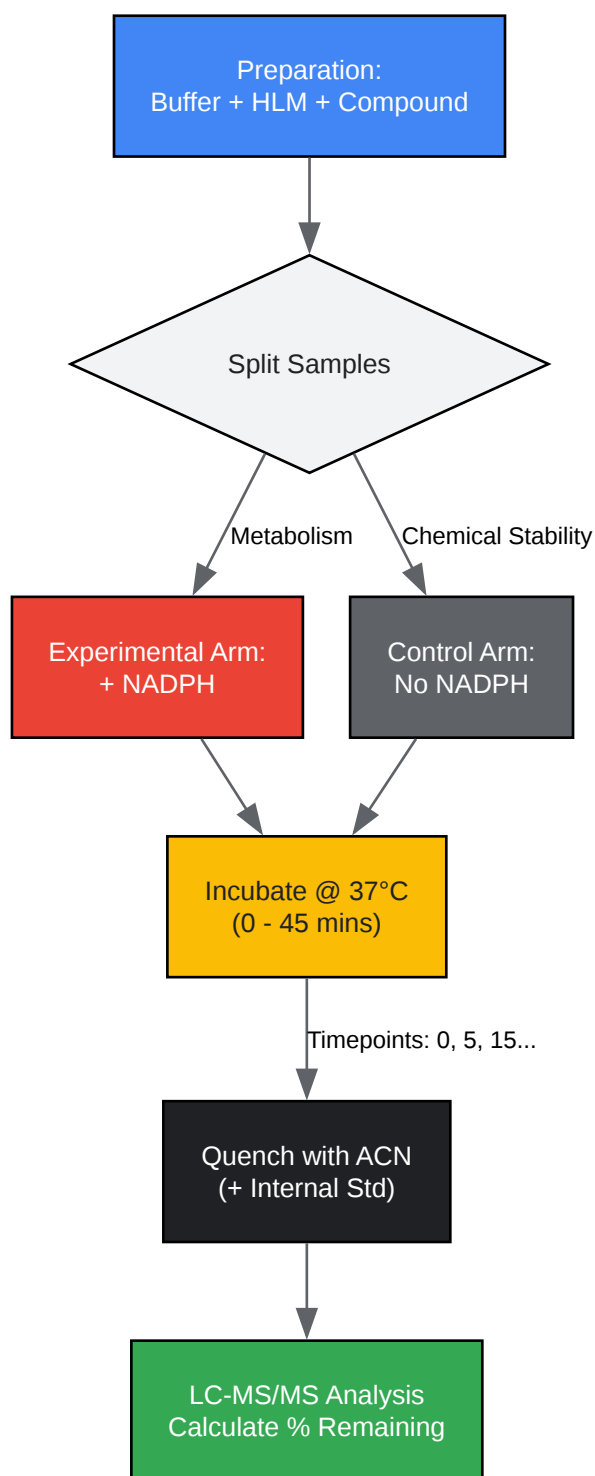 Preparation:
Buffer + HLM + Compound
Split Samples
Metabolism
Chemical Stability
Experimental Arm:
+ NADPH
Control Arm:
No NADPH
Incubate @ 37°C
(0 - 45 mins)
Timepoints: 0, 5, 15...
Quench with ACN
(+ Internal Std)
LC-MS/MS Analysis
Calculate % Remaining